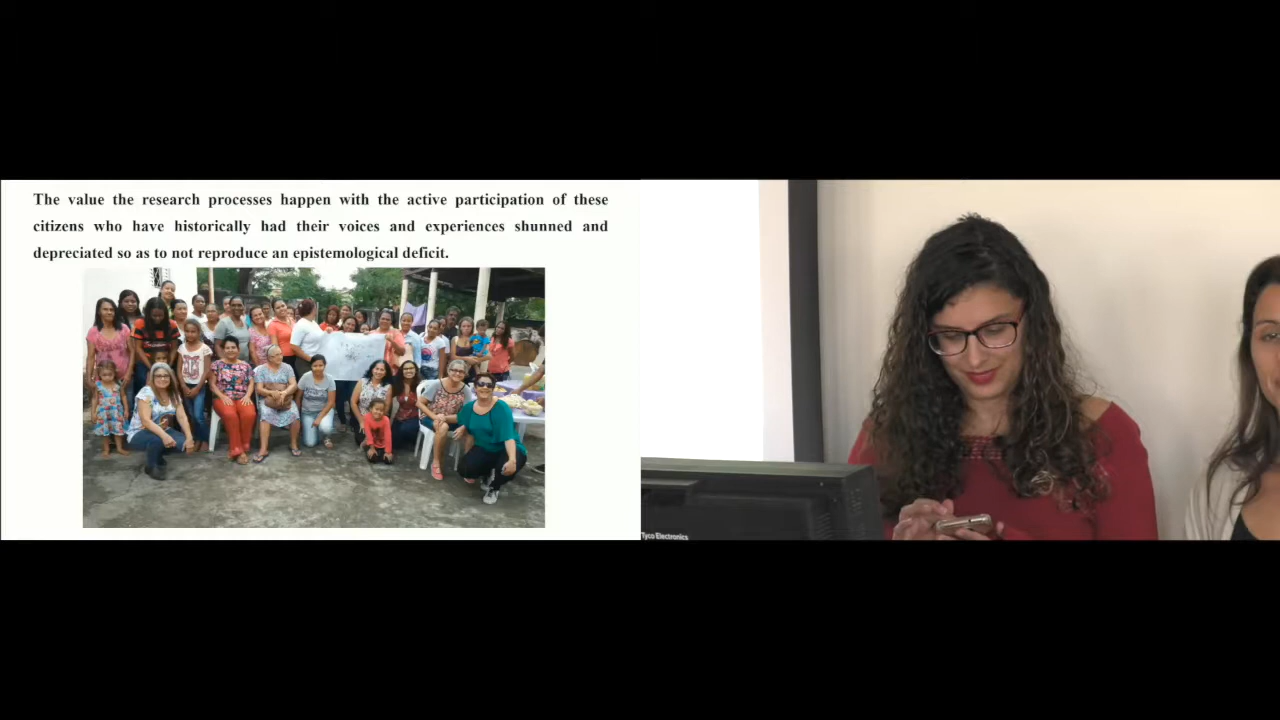 The value the research processes happen with the active participation of these
citizens who have historically had their voices and experiences shunned and
depreciated so as to not reproduce an epistemological deficit.
Tyco Electronics